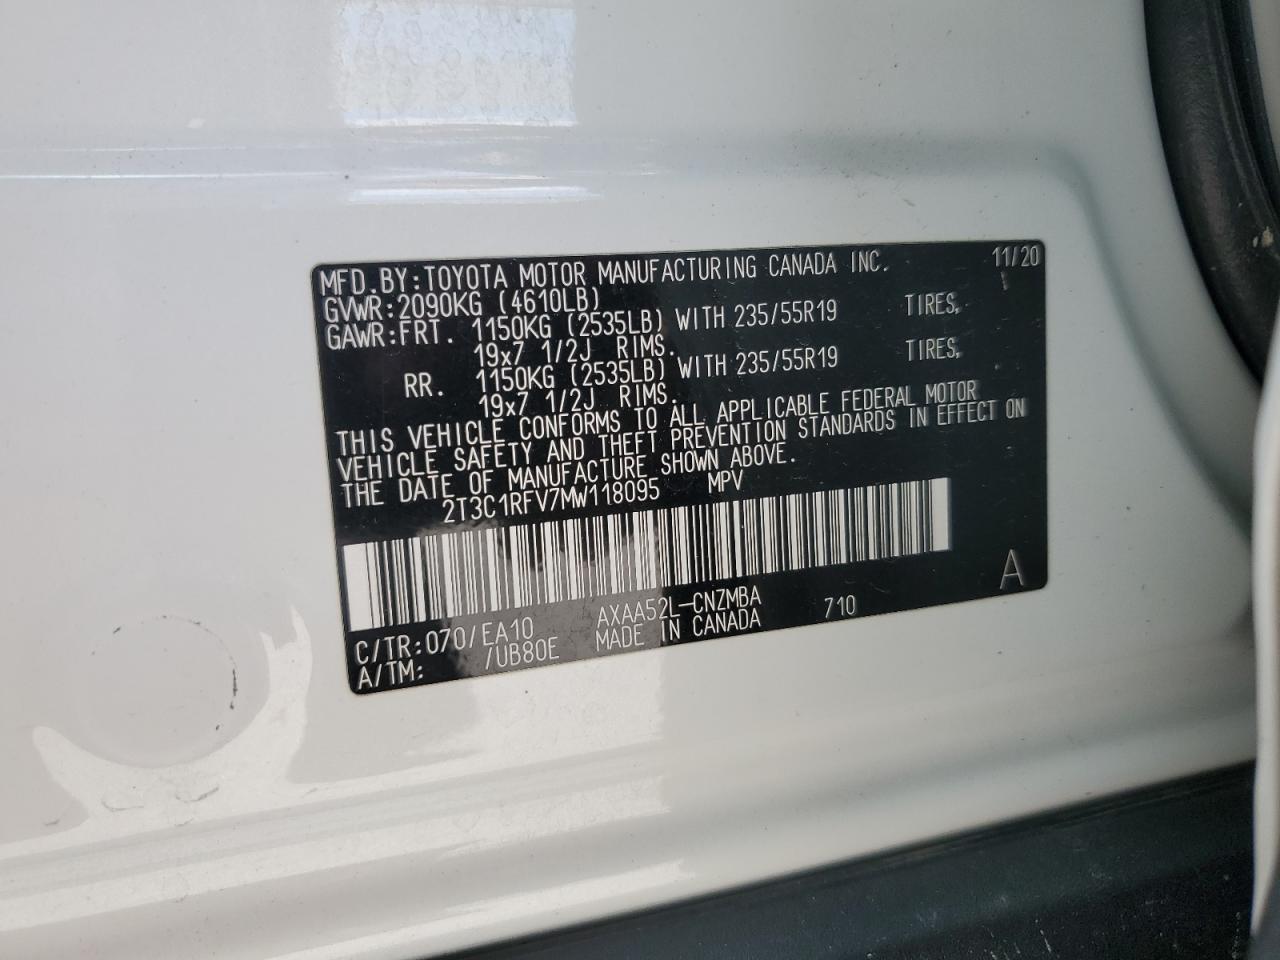 MFD.BY:TOYOTA MOTOR MANUFACTURING CANADA INC. 11/20
GVWR:2090KG (4610LB)
GAWR:FRT. 1150KG (2535LB) WITH 235/55R19 TIRES,
19x7 1/2J RIMS.
RR. 1150KG (2535LB) WITH 235/55R19 TIRES,
19x7 1/2J RIMS.
THIS VEHICLE CONFORMS TO ALL APPLICABLE FEDERAL MOTOR
VEHICLE SAFETY AND THEFT PREVENTION STANDARDS IN EFFECT ON
THE DATE OF MANUFACTURE SHOWN ABOVE.
2T3C1RFV7MW118095 MPV
A
C/TR:070/EA10 AXAA52L-CNZMBA 710
A/TM: /UB80E MADE IN CANADA